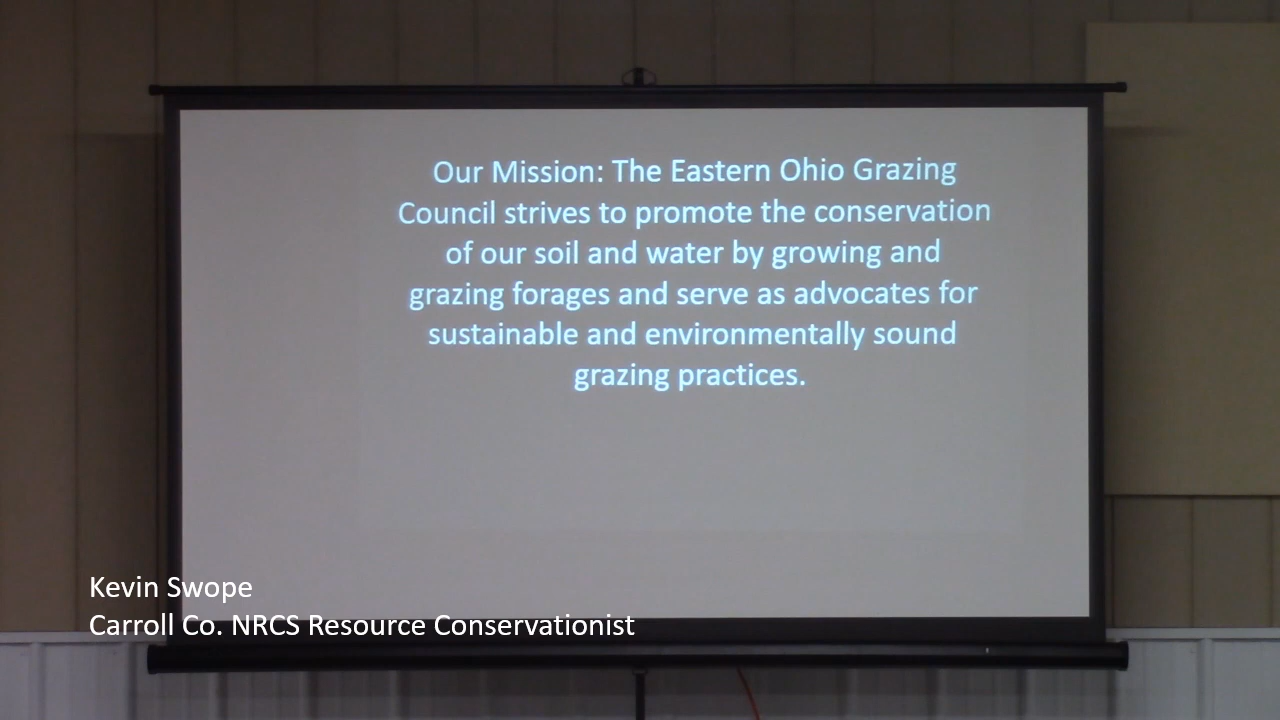 Our Mission: The Eastern Ohio Grazing
Council strives to promote the conservation
of our soil and water by growing and
grazing forages and serve as advocates for
sustainable and environmentally sound
grazing practices.
Kevin Swope
Carroll Co. NRCS Resource Conservationist